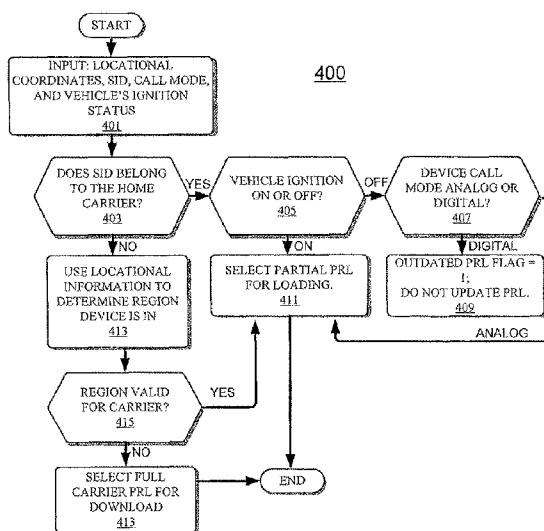 START
400
INPUT: LOCATIONAL
COORDINATES, SID, CALL MODE,
AND VEHICLE'S IGNITION
STATUS
401
DOES SID BELONG
TO THE HOME
CARRIER?
403
YES
VEHICLE IGNITION
ON OR OFF?
405
OFF
DEVICE CALL
MODE ANALOG OR
DIGITAL?
407
NO
ON
DIGITAL
USE LOCATIONAL
INFORMATION TO
DETERMINE REGION
DEVICE IS IN
413
SELECT PARTIAL PRL
FOR LOADING.
411
OUTDATED PRL FLAG =
1;
DO NOT UPDATE PRL.
409
ANALOG
REGION VALID
FOR CARRIER?
415
YES
NO
SELECT FULL
CARRIER PRL FOR
DOWNLOAD
413
END